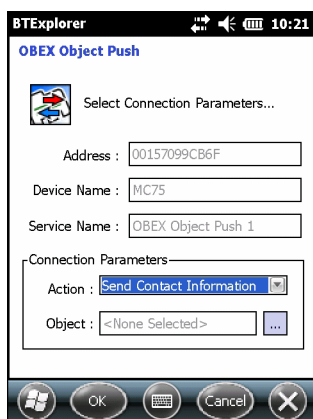 BTExplorer 10:21
OBEX Object Push
Select Connection Parameters...
Address : 00157099CB6F
Device Name : MC75
Service Name : OBEX Object Push 1
Connection Parameters
Action : Send Contact Information
Object : <None Selected> ...
OK Cancel